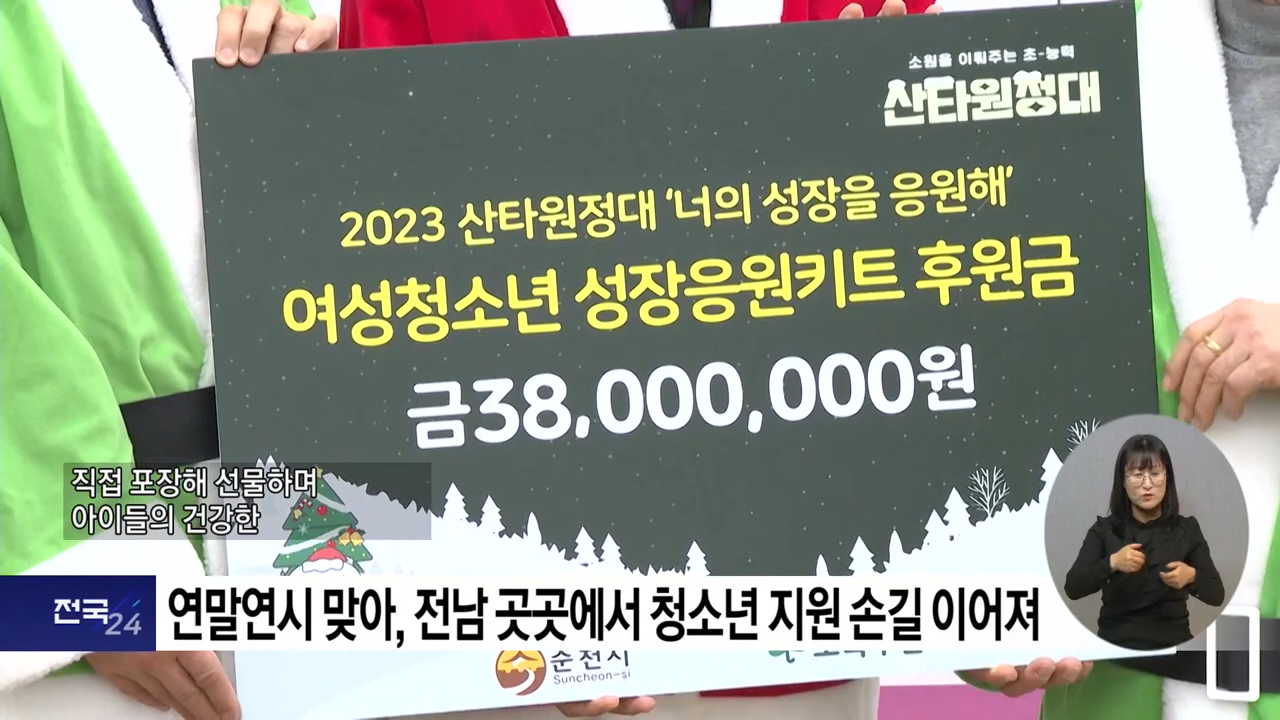 소원을 이뤄주는 초-능력
산타원정대
2023 산타원정대 '너의 성장을 응원해'
여성청소년 성장응원키트 후원금
금38,000,000원
직접 포장해 선물하며
아이들의 건강한
전국24
연말연시 맞아, 전남 곳곳에서 청소년 지원 손길 이어져
순천시
Suncheon-si